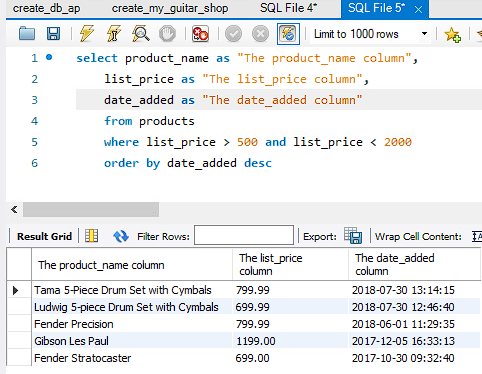 create_db_ap create_my_guitar_shop SQL File 4* SQL File 5*
Limit to 1000 rows
1 select product_name as "The product_name column",
2 list_price as "The list_price column",
3 date_added as "The date_added column"
4 from products
5 where list_price > 500 and list_price < 2000
6 order by date_added desc
Result Grid Filter Rows: Export: Wrap Cell Content:
The product_name column The list_price column The date_added column
Tama 5-Piece Drum Set with Cymbals 799.99 2018-07-30 13:14:15
Ludwig 5-piece Drum Set with Cymbals 699.99 2018-07-30 12:46:40
Fender Precision 799.99 2018-06-01 11:29:35
Gibson Les Paul 1199.00 2017-12-05 16:33:13
Fender Stratocaster 699.00 2017-10-30 09:32:40